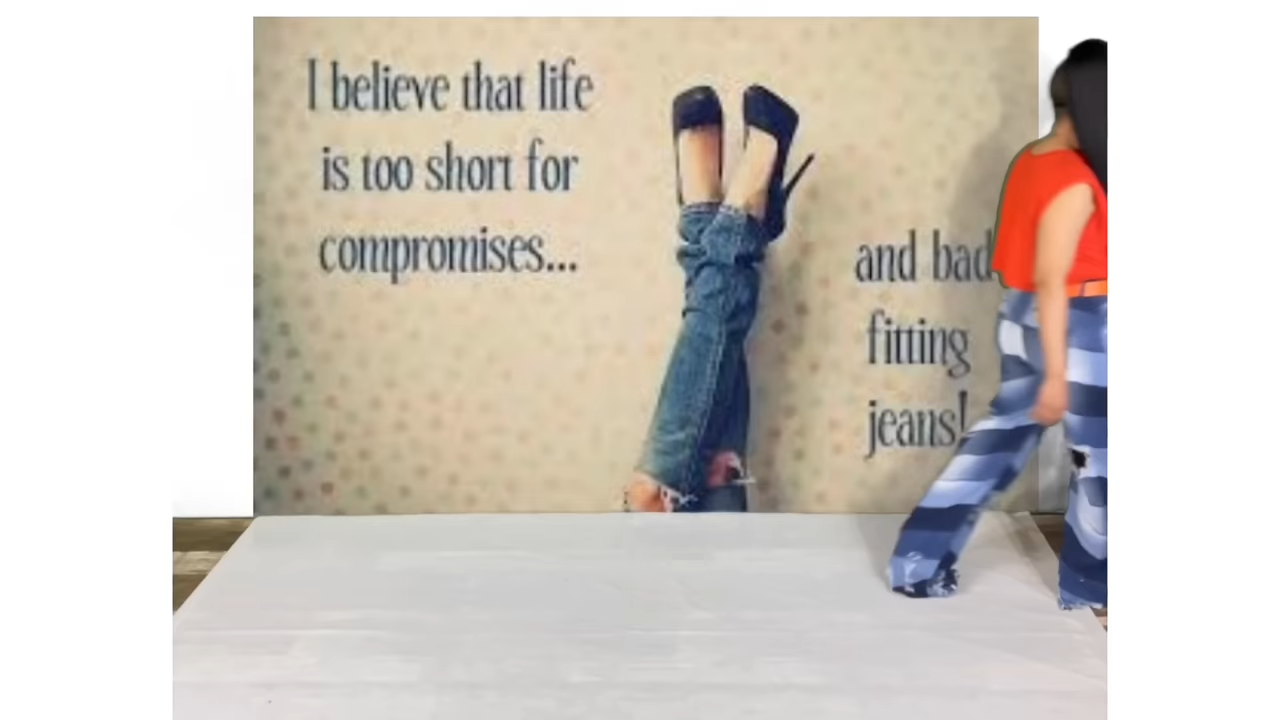 I believe that life
is too short for
compromises...
and bad
fitting
jeans!